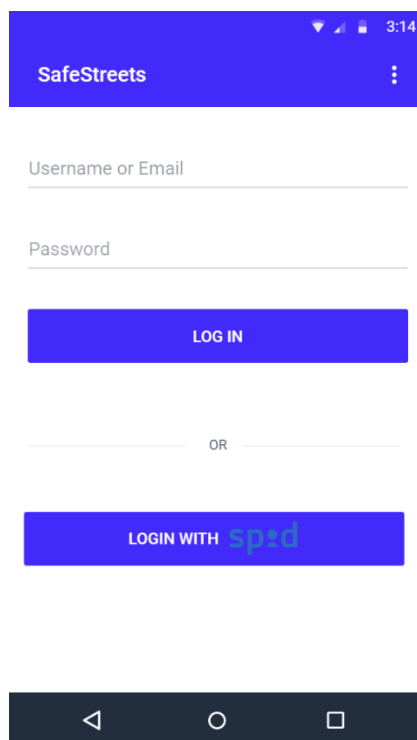 3:14
SafeStreets
Username or Email
Password
LOG IN
OR
LOGIN WITH spid